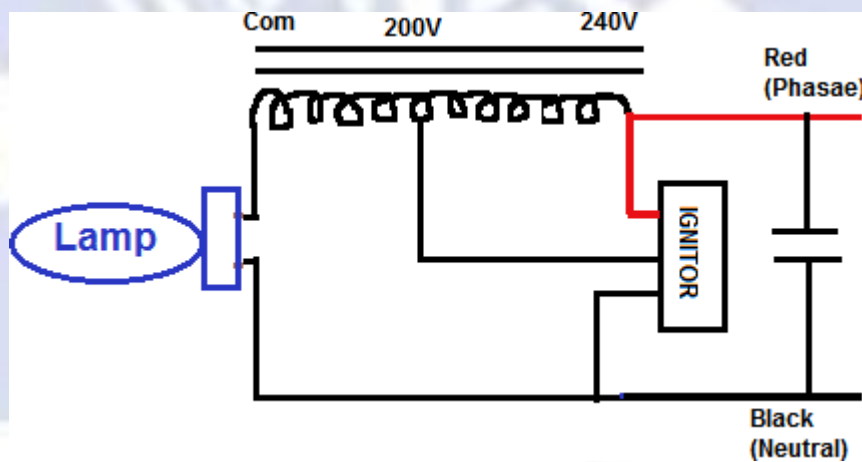 Com 200V 240V
Red
(Phasae)
Lamp
IGNITOR
Black
(Neutral)